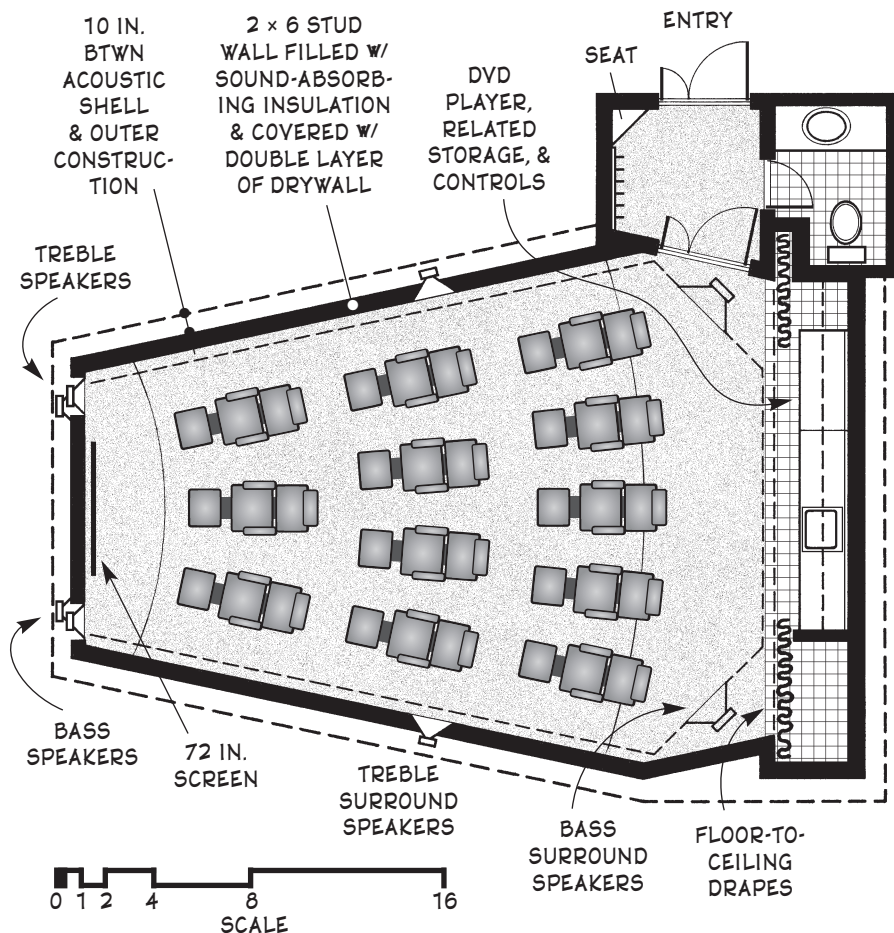 10 IN.
BTWN
ACOUSTIC
SHELL
& OUTER
CONSTRUC-
TION
2 × 6 STUD
WALL FILLED W/
SOUND-ABSORB-
ING INSULATION
& COVERED W/
DOUBLE LAYER
OF DRYWALL
DVD
PLAYER,
RELATED
STORAGE, &
CONTROLS
SEAT
ENTRY
TREBLE
SPEAKERS
BASS
SPEAKERS
72 IN.
SCREEN
TREBLE
SURROUND
SPEAKERS
BASS
SURROUND
SPEAKERS
FLOOR-TO-
CEILING
DRAPES
0 1 2 4 8 16
SCALE